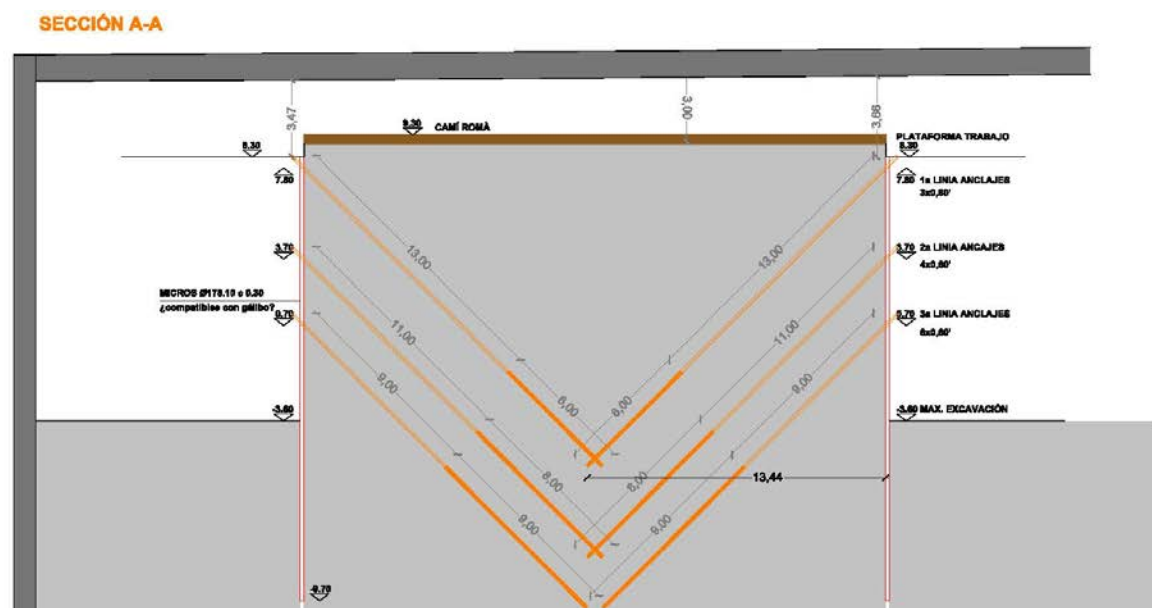 SECCIÓN A-A
3,47
3,00
3,66
9.30 CAMÍ ROMÀ
PLATAFORMA TRABAJO
8.30
8.30
7.80
7.80 1a LINIA ANCLAJES
3x0,60'
13,00
13,00
3.70
3.70 2a LINIA ANCAJES
4x0,60'
MICROS Ø178.10 c 0.30
¿compatibles con gálibo?
0.70
0.70 3a LINIA ANCLAJES
6x0,60'
11,00
11,00
9,00
9,00
6,00
6,00
-3.60
-3.60 MAX. EXCAVACIÓN
8,00
8,00
13,44
9,00
9,00
-9.70